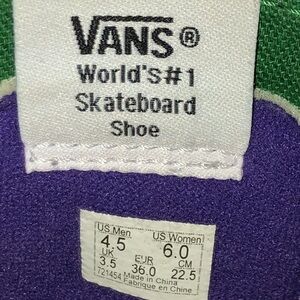 VANS®
World's#1
Skateboard
Shoe
US Men US Women
4.5 6.0
UK EUR CM
3.5 36.0 22.5
721454 Made in China
Fabrique en Chine